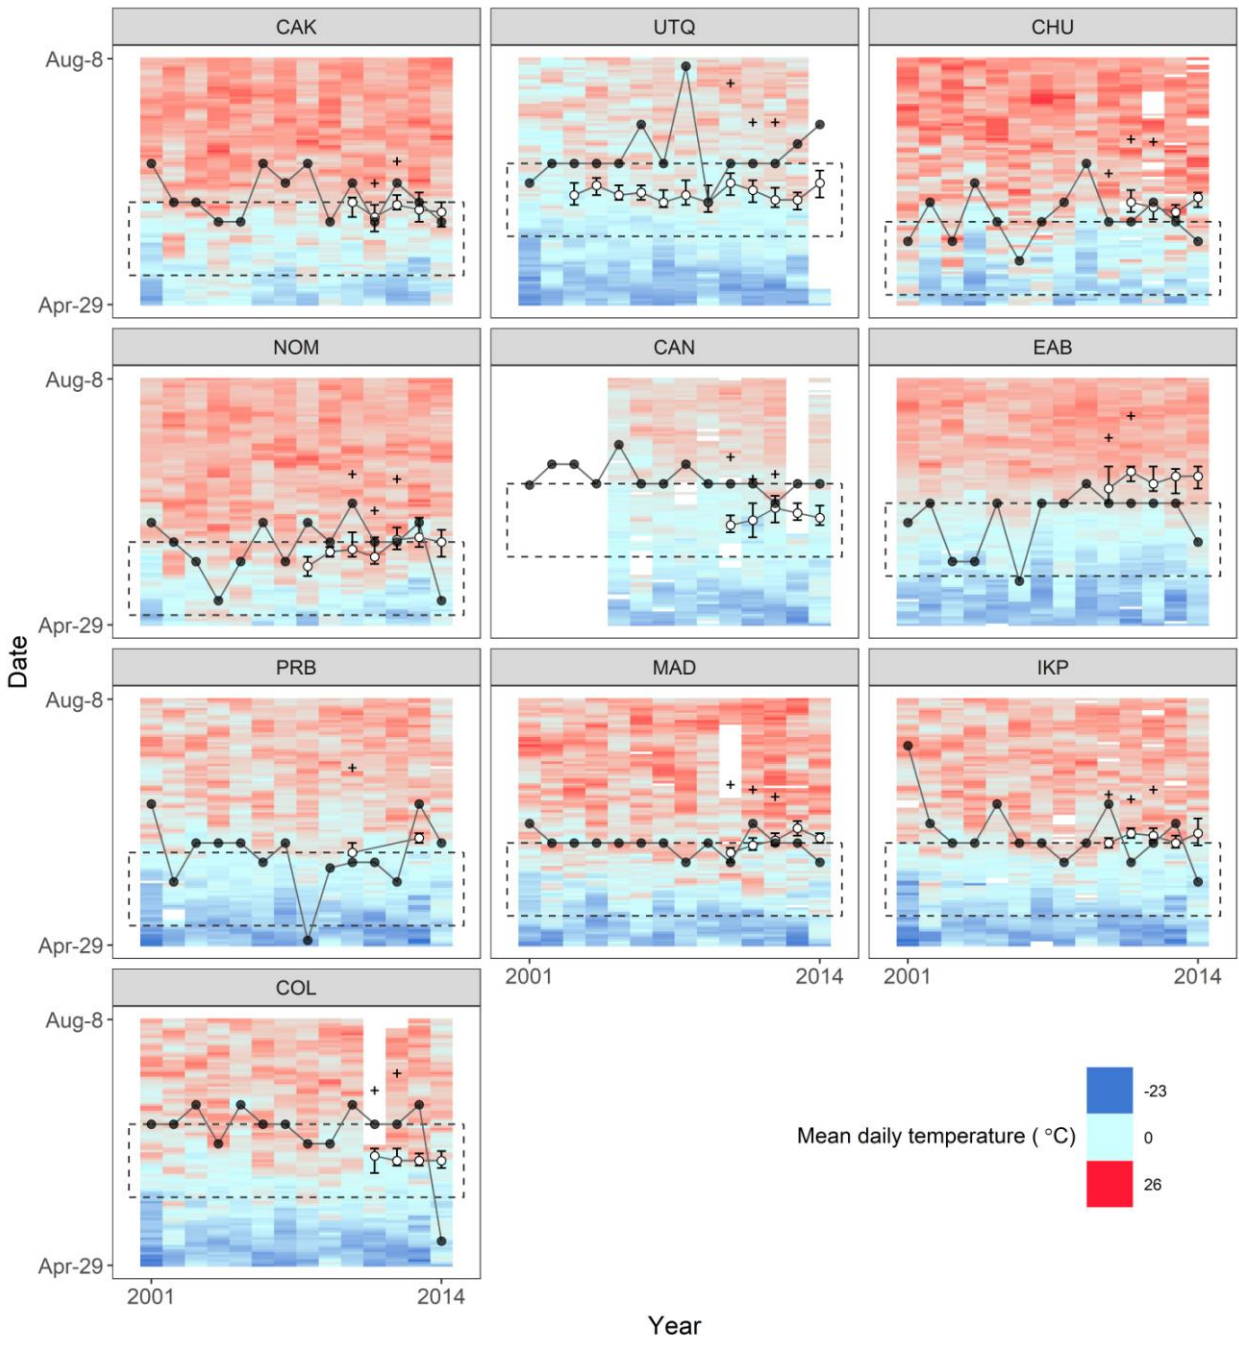 CAK UTQ CHU
Aug-8
Apr-29
NOM CAN EAB
Aug-8
Apr-29
Date
PRB MAD IKP
Aug-8
Apr-29
2001 2014 2001 2014
COL
Aug-8
Apr-29
2001 2014
Mean daily temperature ( °C)
-23
0
26
Year